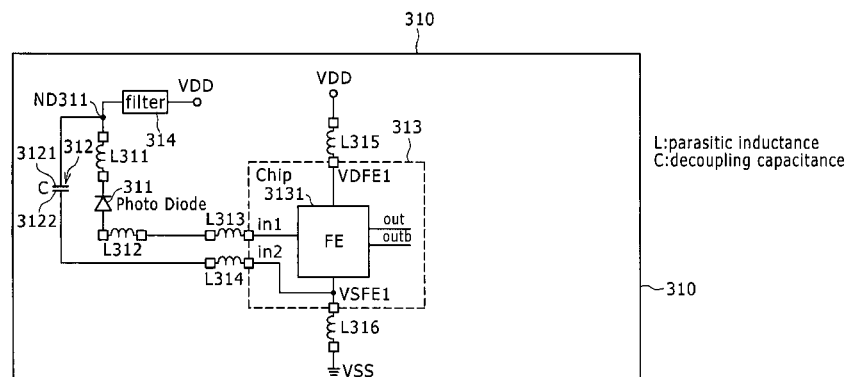 310
VDD
ND311
filter
314
VDD
3121
312
L311
C
311
3122
Photo Diode
L312
L313
in1
L314
in2
L315
313
Chip
VDFE1
3131
FE
out
outb
VSFE1
L316
VSS
310
L:parasitic inductance
C:decoupling capacitance